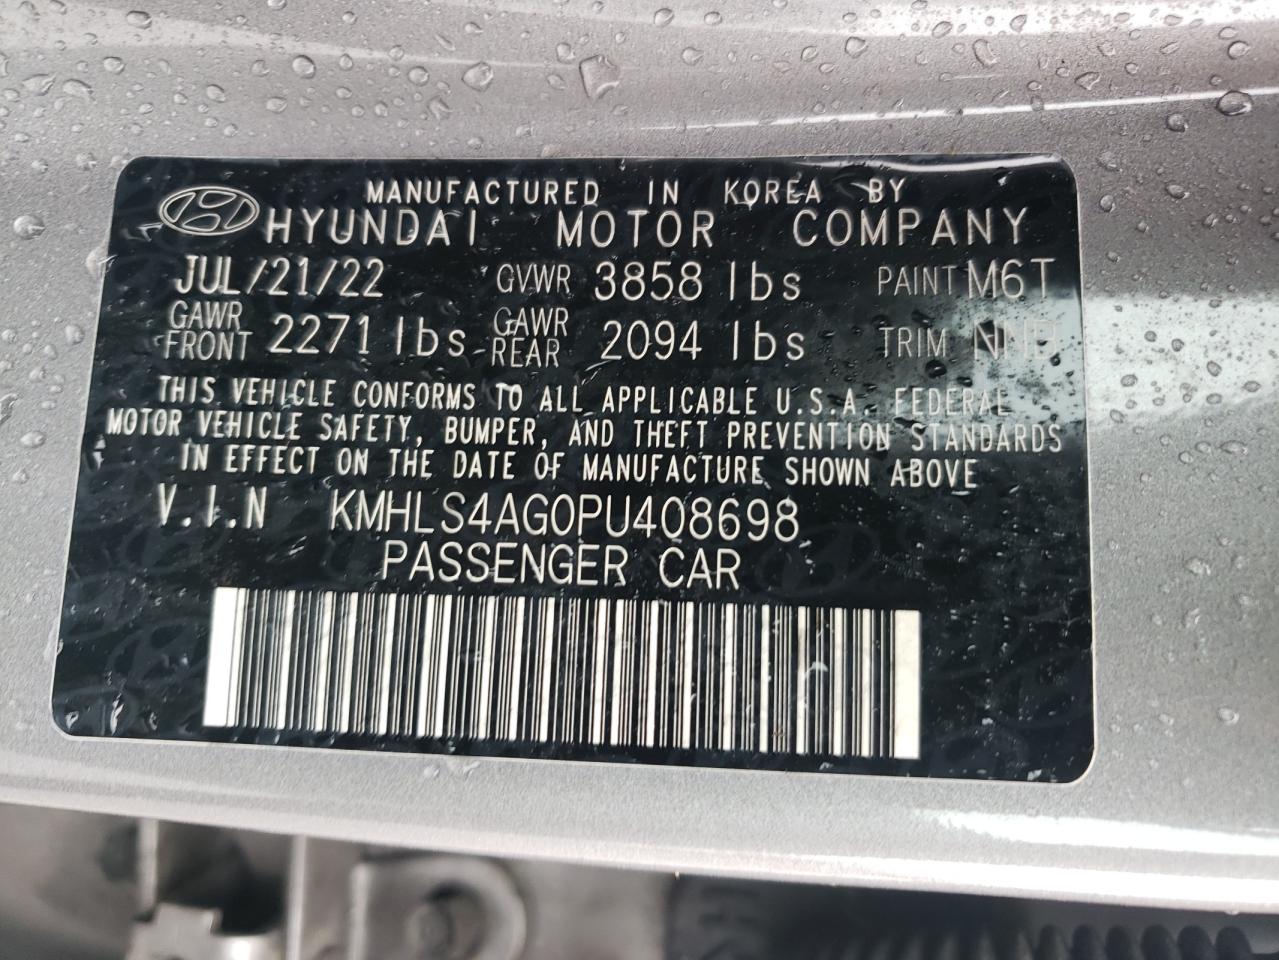 MANUFACTURED IN KOREA BY
HYUNDAI MOTOR COMPANY
JUL/21/22 GVWR 3858 lbs PAINT M6T
GAWR FRONT 2271 lbs GAWR REAR 2094 lbs TRIM NNB
THIS VEHICLE CONFORMS TO ALL APPLICABLE U.S.A. FEDERAL
MOTOR VEHICLE SAFETY, BUMPER, AND THEFT PREVENTION STANDARDS
IN EFFECT ON THE DATE OF MANUFACTURE SHOWN ABOVE
V.I.N KMHLS4AG0PU408698
PASSENGER CAR